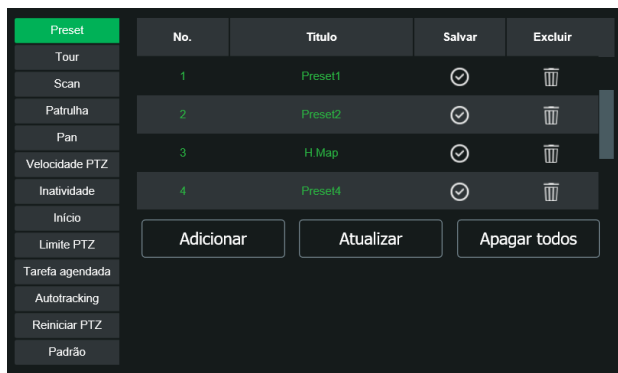 Preset
Tour
Scan
Patrulha
Pan
Velocidade PTZ
Inatividade
Início
Limite PTZ
Tarefa agendada
Autotracking
Reiniciar PTZ
Padrão
No. Titulo Salvar Excluir
1 Preset1
2 Preset2
3 H.Map
4 Preset4
Adicionar Atualizar Apagar todos